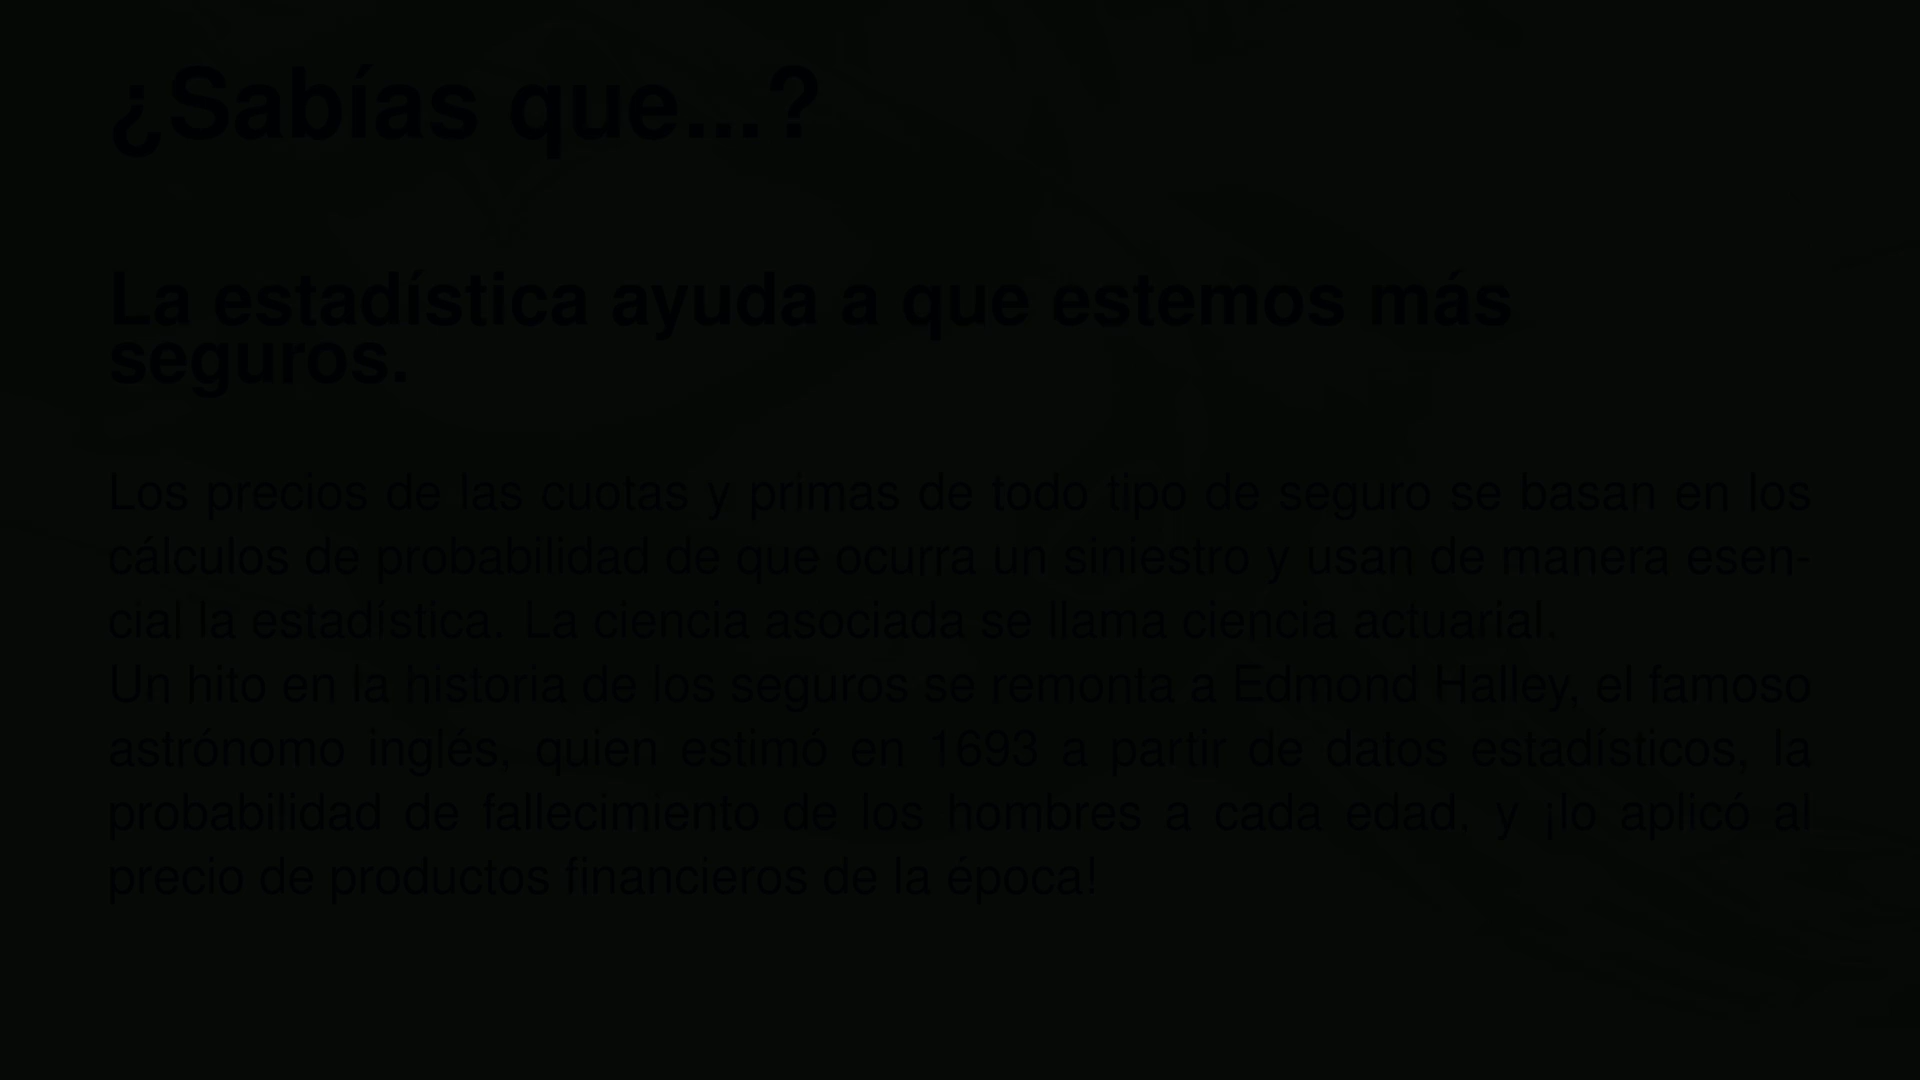 ¿Sabías que...?
La estadística ayuda a que estemos más
seguros.
Los precios de las cuotas y primas de todo tipo de seguro se basan en los
cálculos de probabilidad de que ocurra un siniestro y usan de manera esen-
cial la estadística. La ciencia asociada se llama ciencia actuarial.
Un hito en la historia de los seguros se remonta a Edmond Halley, el famoso
astrónomo inglés, quien estimó en 1693 a partir de datos estadísticos, la
probabilidad de fallecimiento de los hombres a cada edad, y ¡lo aplicó al
precio de productos financieros de la época!